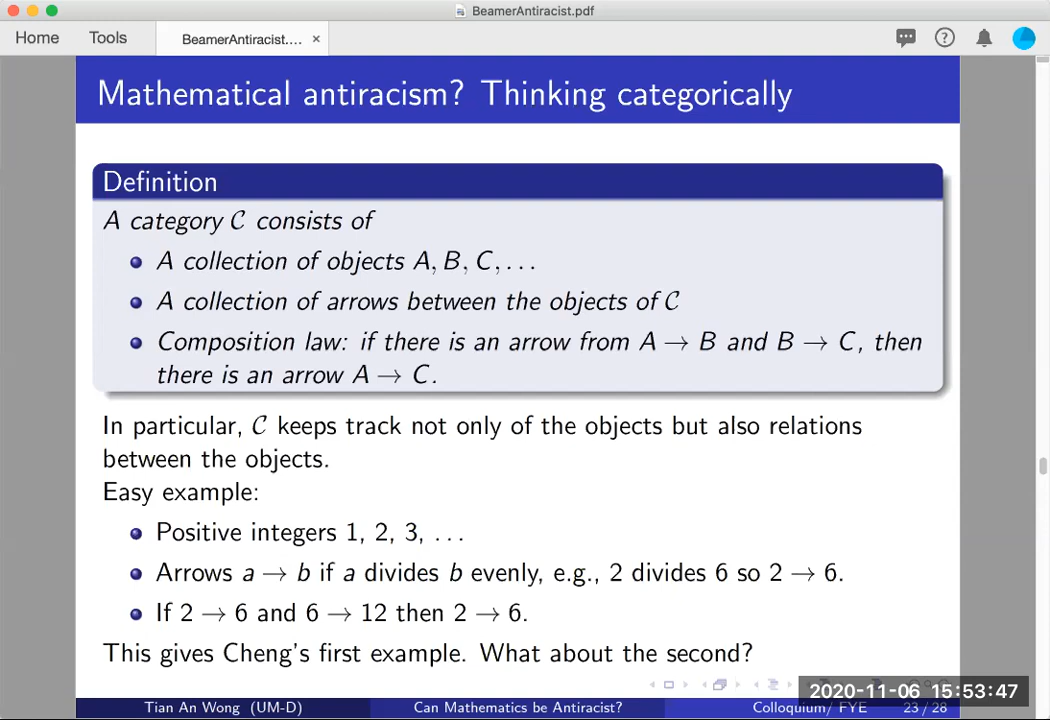 BeamerAntiracist.pdf
Home Tools BeamerAntiracist.... ×
Mathematical antiracism? Thinking categorically
Definition
A category 𝒞 consists of
A collection of objects A, B, C, . . .
A collection of arrows between the objects of 𝒞
Composition law: if there is an arrow from A → B and B → C, then
there is an arrow A → C.
In particular, 𝒞 keeps track not only of the objects but also relations
between the objects.
Easy example:
Positive integers 1, 2, 3, . . .
Arrows a → b if a divides b evenly, e.g., 2 divides 6 so 2 → 6.
If 2 → 6 and 6 → 12 then 2 → 6.
This gives Cheng's first example. What about the second?
2020-11-06 15:53:47
Tian An Wong (UM-D) Can Mathematics be Antiracist? Colloquium/ FYE 23 / 28